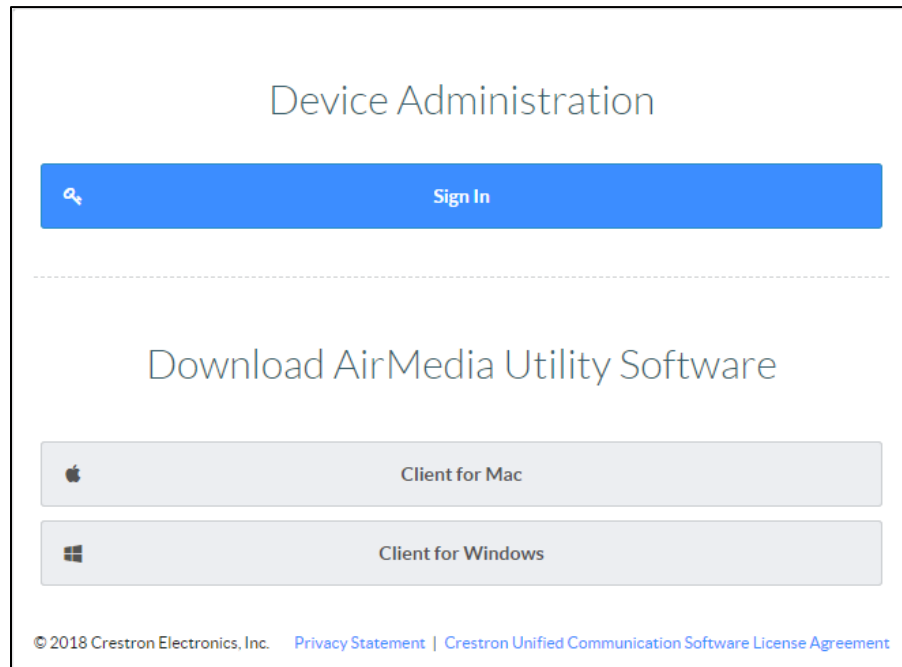 Device Administration
Sign In
Download AirMedia Utility Software
Client for Mac
Client for Windows
© 2018 Crestron Electronics, Inc. Privacy Statement | Crestron Unified Communication Software License Agreement